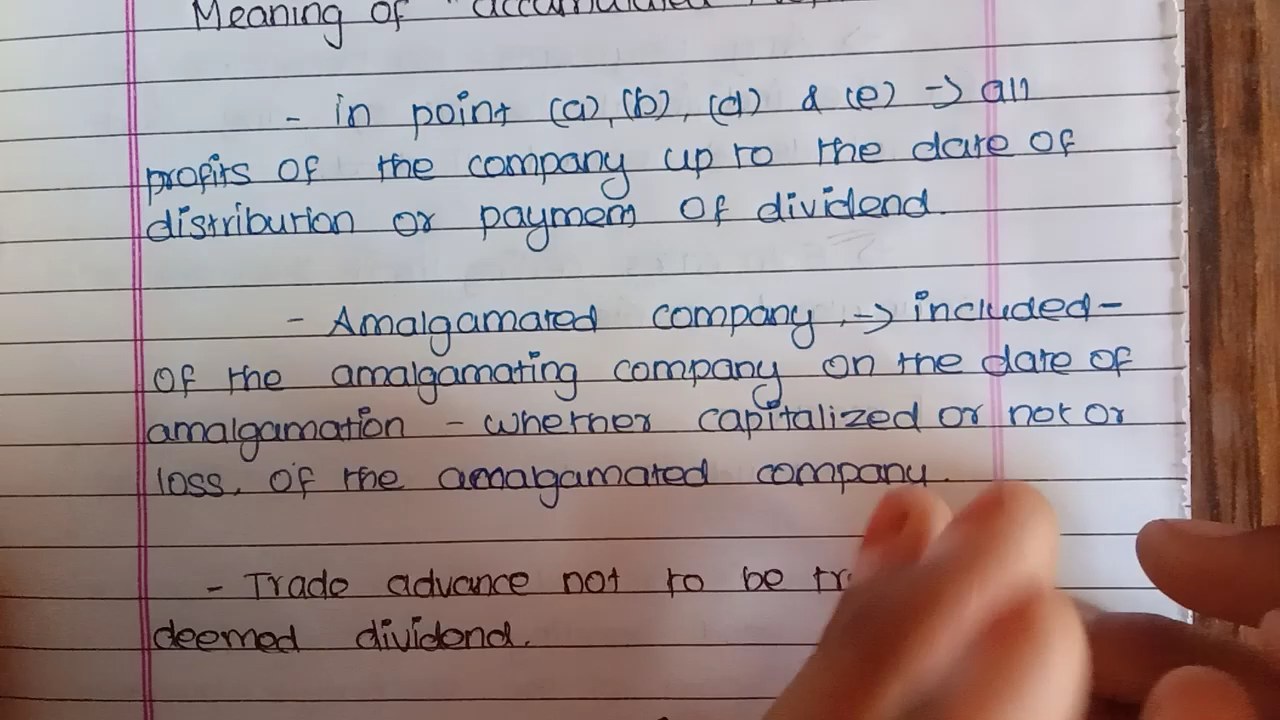 Meaning of "accumulated
- in point (a), (b), (d) & (e) -> all
profits of the company up to the date of
distribution or payment of dividend.
- Amalgamated company, -> included -
of the amalgamating company on the date of
amalgamation - whether capitalized or not or
loss. of the amalgamated company.
- Trade advance not to be
deemed dividend.